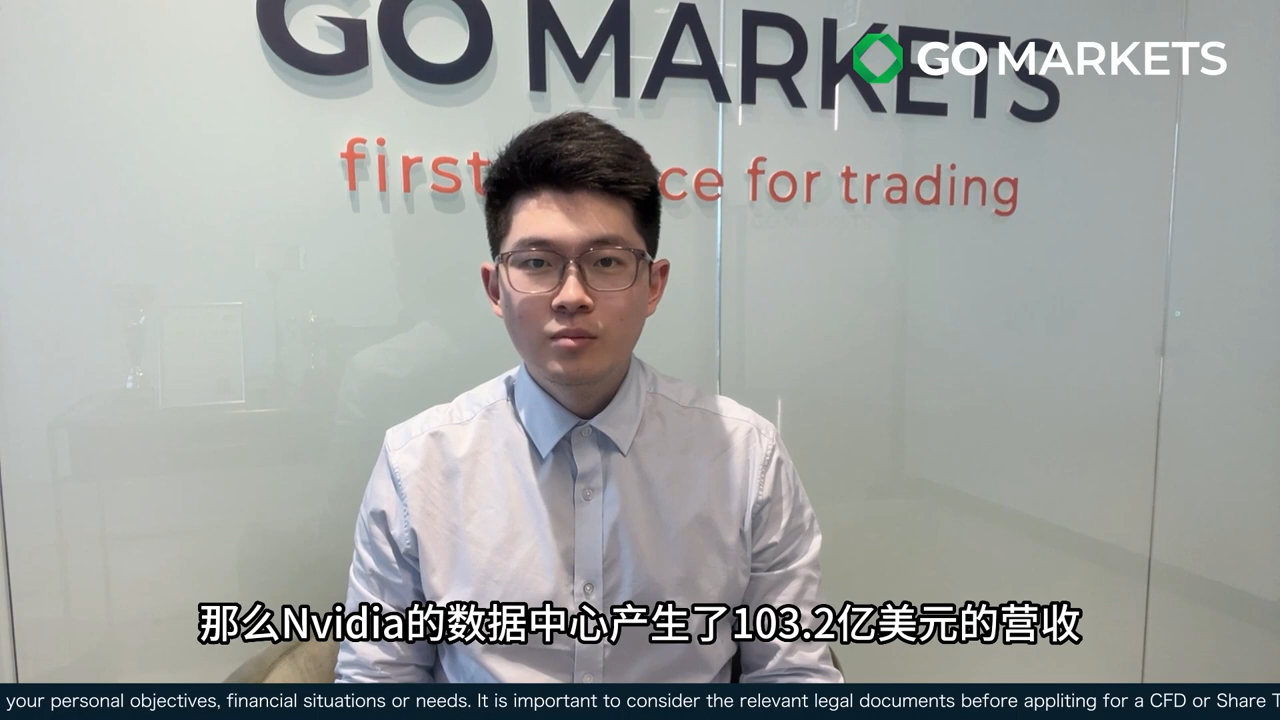 GO MARKETS
GO MARKETS
first ce for trading
那么Nvidia的数据中心产生了103.2亿美元的营收
your personal objectives, financial situations or needs. It is important to consider the relevant legal documents before appliting for a CFD or Share T